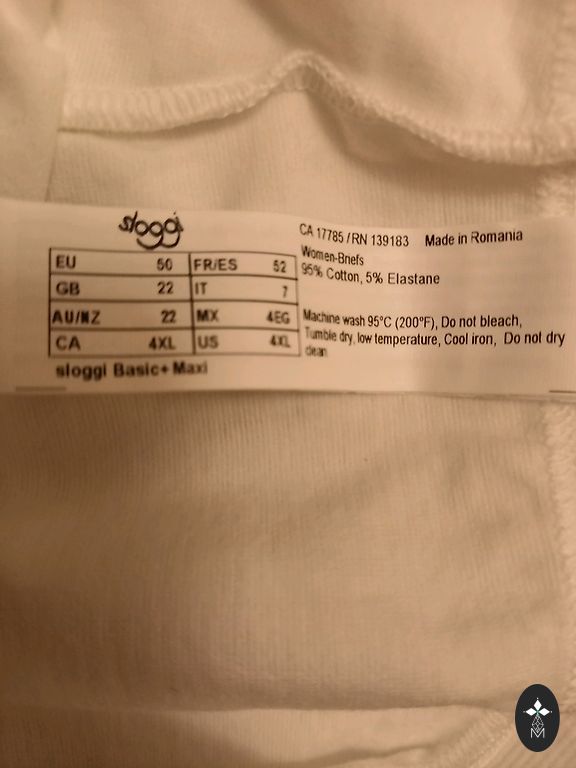 sloggi
EU 50 FR/ES 52
GB 22 IT 7
AU/NZ 22 MX 4EG
CA 4XL US 4XL
sloggi Basic+ Maxi
CA 17785 / RN 139183 Made in Romania
Women-Briefs
95% Cotton, 5% Elastane
Machine wash 95°C (200°F), Do not bleach,
Tumble dry, low temperature, Cool iron, Do not dry
clean
M